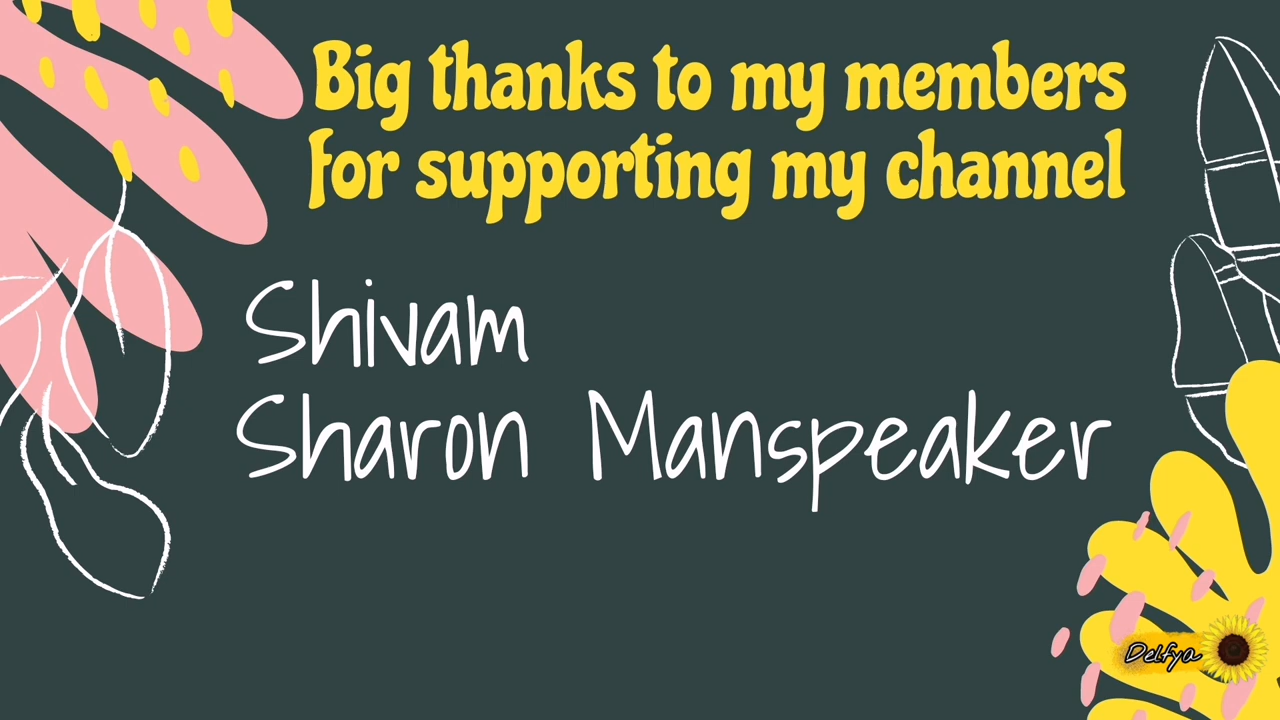 Big thanks to my members
for supporting my channel
Shivam
Sharon Manspeaker
Delfya